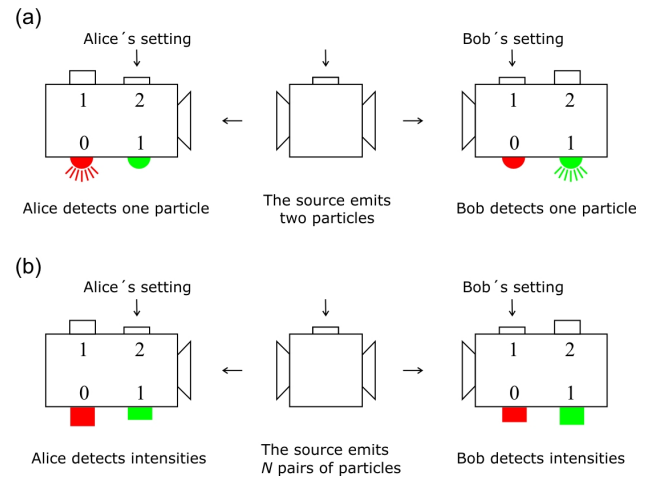 (a)
Alice´s setting
Bob´s setting
1 2
0 1
1 2
0 1
Alice detects one particle
The source emits
two particles
Bob detects one particle
(b)
Alice´s setting
Bob´s setting
1 2
0 1
1 2
0 1
Alice detects intensities
The source emits
N pairs of particles
Bob detects intensities